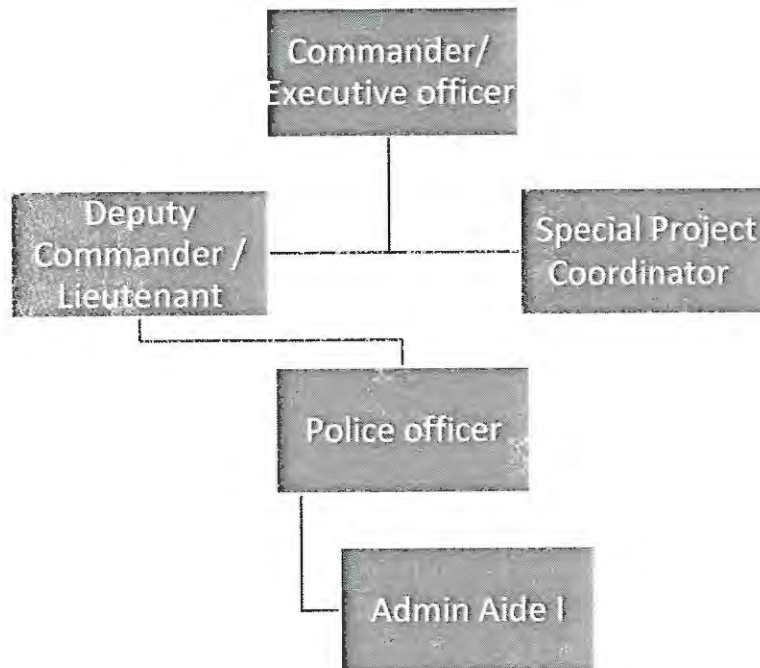 Commander/
Executive officer
Deputy
Commander /
Lieutenant
Special Project
Coordinator
Police officer
Admin Aide I